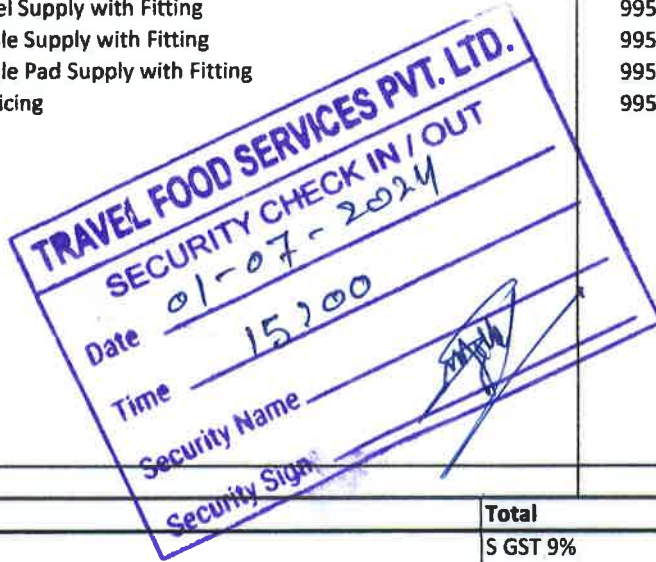 el Supply with Fitting 995
le Supply with Fitting 995
le Pad Supply with Fitting 995
icing 995
TRAVEL FOOD SERVICES PVT. LTD.
SECURITY CHECK IN / OUT
Date 01-07-2024
Time 15:00
Security Name
Security Sign
Total
S GST 9%